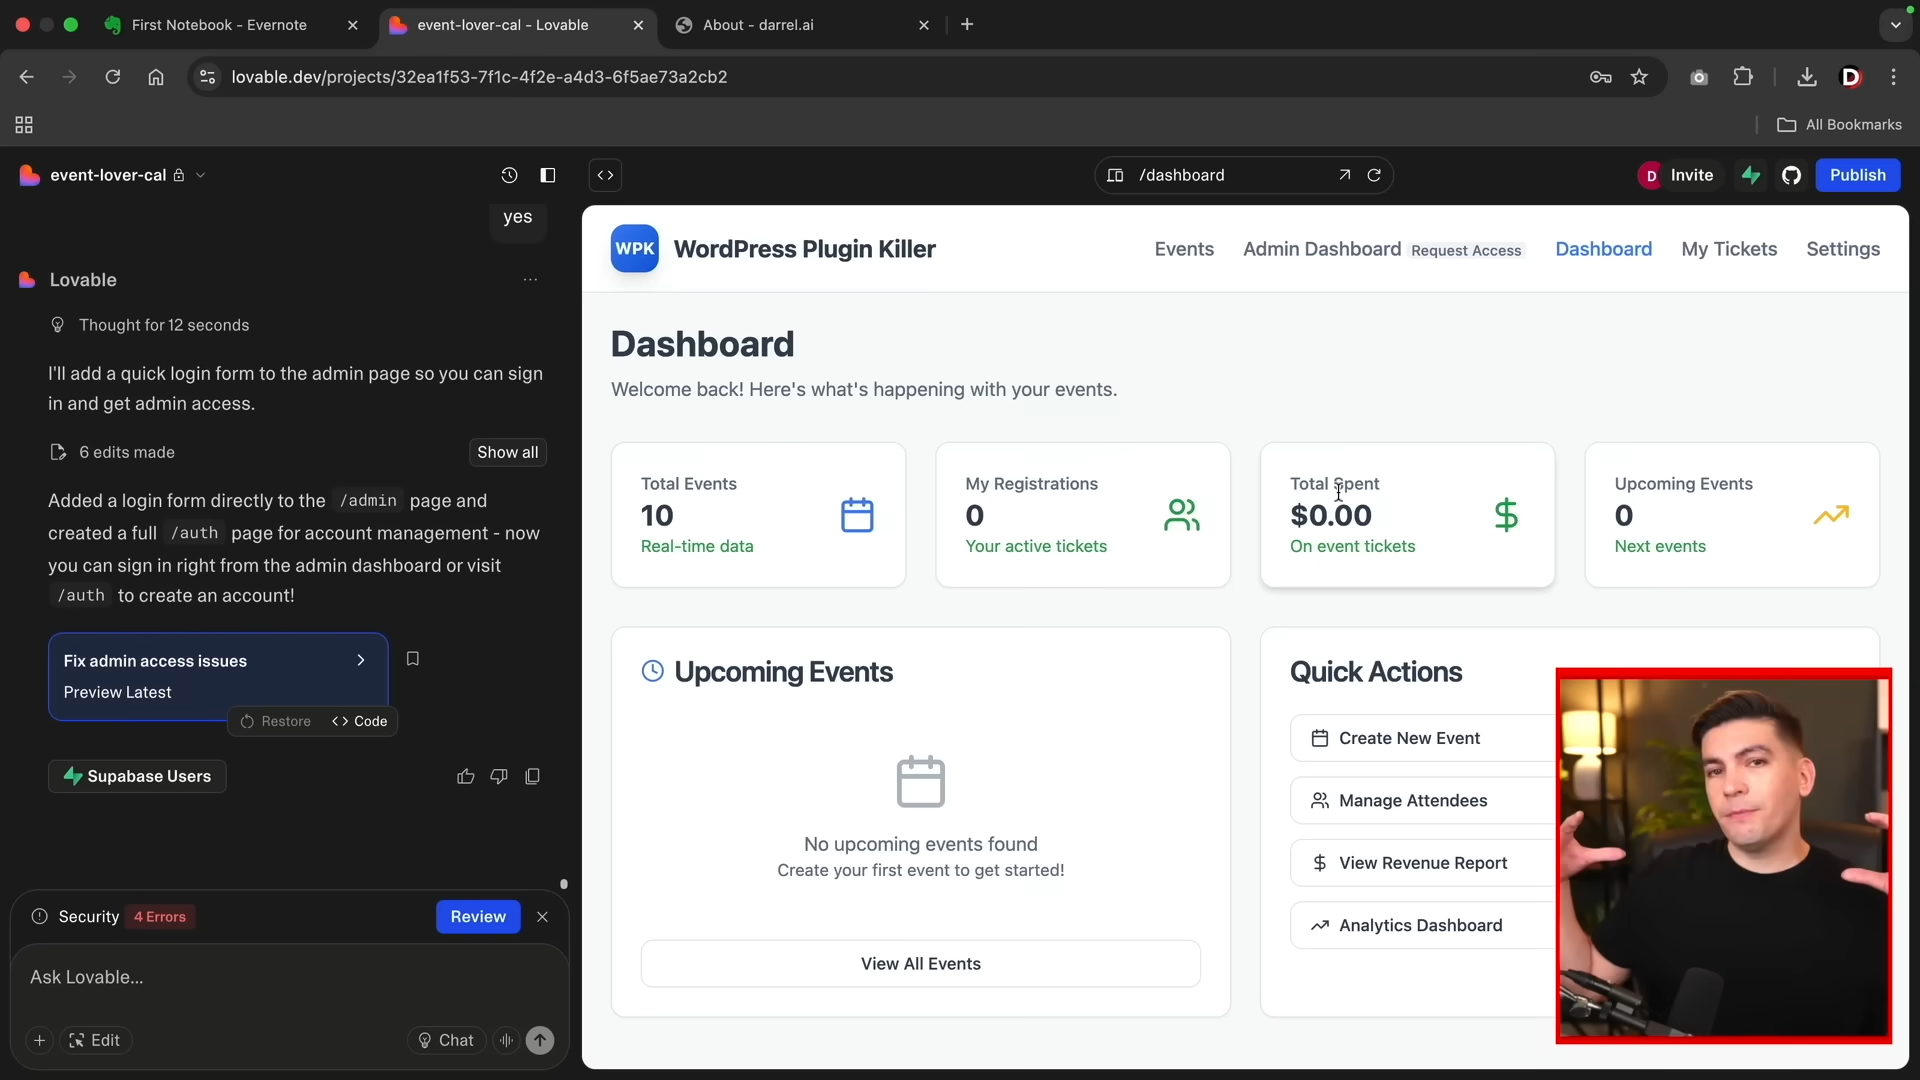 First Notebook - Evernote
event-lover-cal - Lovable
About - darrel.ai
lovable.dev/projects/32ea1f53-7f1c-4f2e-a4d3-6f5ae73a2cb2
D
All Bookmarks
event-lover-cal
/dashboard
D
Invite
Publish
yes
Lovable
Thought for 12 seconds
I'll add a quick login form to the admin page so you can sign
in and get admin access.
6 edits made
Show all
Added a login form directly to the /admin page and
created a full /auth page for account management - now
you can sign in right from the admin dashboard or visit
/auth to create an account!
Fix admin access issues
Preview Latest
Restore
Code
Supabase Users
Security 4 Errors
Review
Ask Lovable...
Edit
Chat
WPK
WordPress Plugin Killer
Events
Admin Dashboard Request Access
Dashboard
My Tickets
Settings
Dashboard
Welcome back! Here's what's happening with your events.
Total Events
10
Real-time data
My Registrations
0
Your active tickets
Total Spent
$0.00
On event tickets
Upcoming Events
0
Next events
Upcoming Events
No upcoming events found
Create your first event to get started!
View All Events
Quick Actions
Create New Event
Manage Attendees
View Revenue Report
Analytics Dashboard